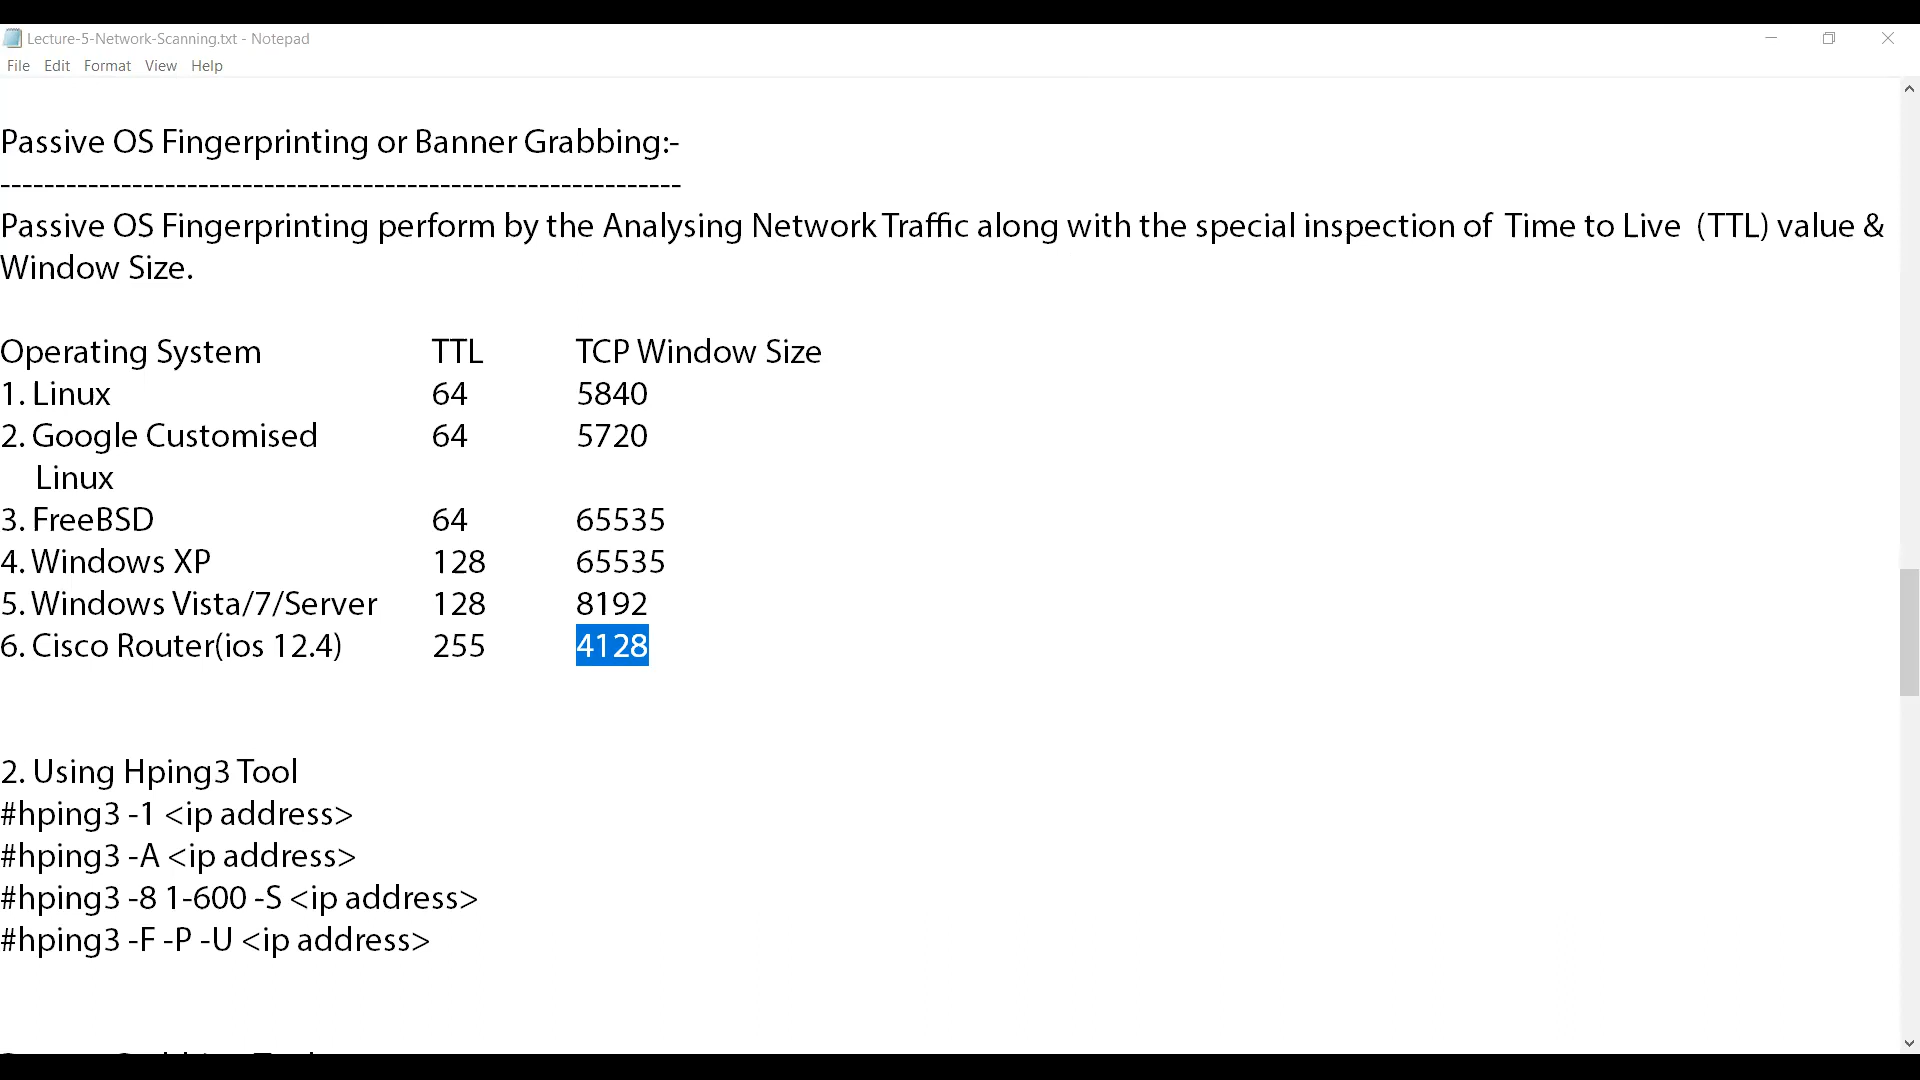 Lecture-5-Network-Scanning.txt - Notepad
File Edit Format View Help
Passive OS Fingerprinting or Banner Grabbing:-
--------------------------------------------------------------
Passive OS Fingerprinting perform by the Analysing Network Traffic along with the special inspection of Time to Live (TTL) value &
Window Size.
Operating System TTL TCP Window Size
1. Linux 64 5840
2. Google Customised 64 5720
Linux
3. FreeBSD 64 65535
4. Windows XP 128 65535
5. Windows Vista/7/Server 128 8192
6. Cisco Router(ios 12.4) 255 4128
2. Using Hping3 Tool
#hping3 -1 <ip address>
#hping3 -A <ip address>
#hping3 -8 1-600 -S <ip address>
#hping3 -F -P -U <ip address>